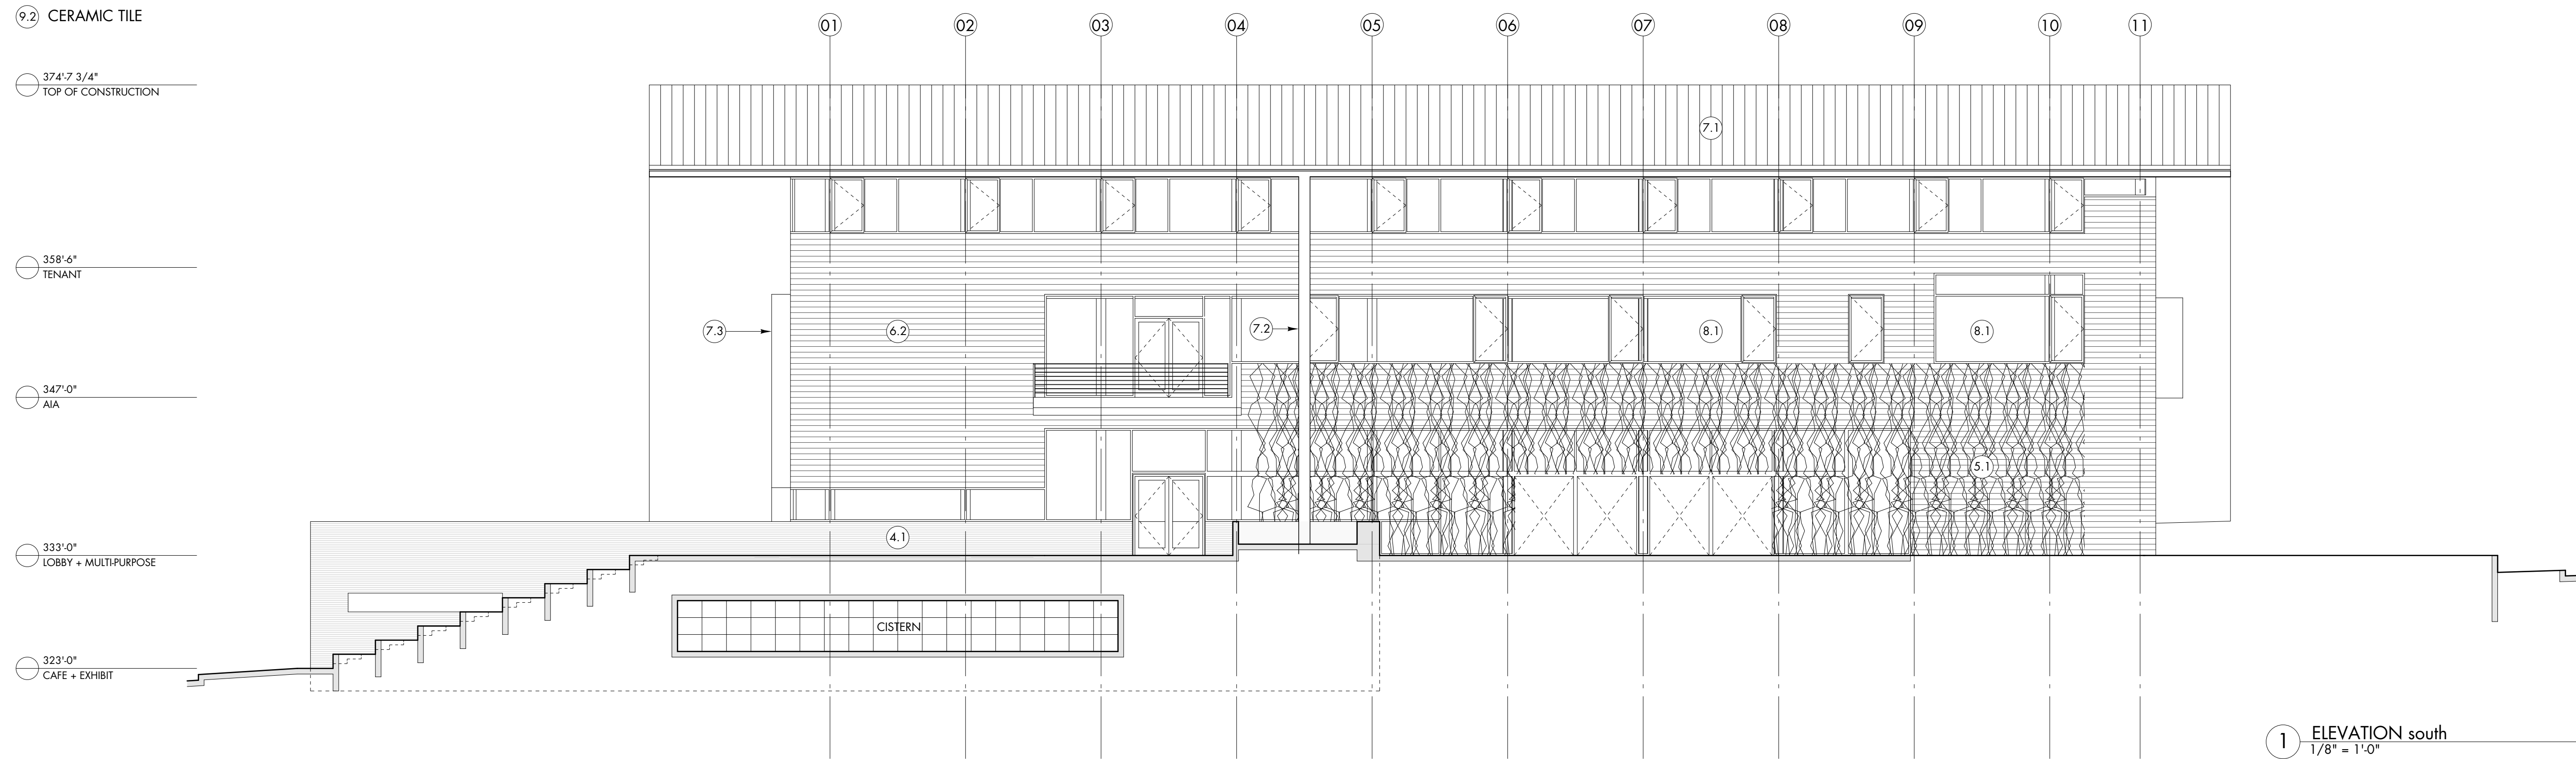 9.2 CERAMIC TILE
01 02 03 04 05 06 07 08 09 10 11
374'-7 3/4"
TOP OF CONSTRUCTION
7.1
358'-6"
TENANT
7.3 6.2 7.2 8.1 8.1
347'-0"
AIA
5.1
4.1
333'-0"
LOBBY + MULTI-PURPOSE
CISTERN
323'-0"
CAFE + EXHIBIT
1 ELEVATION south
1/8" = 1'-0"